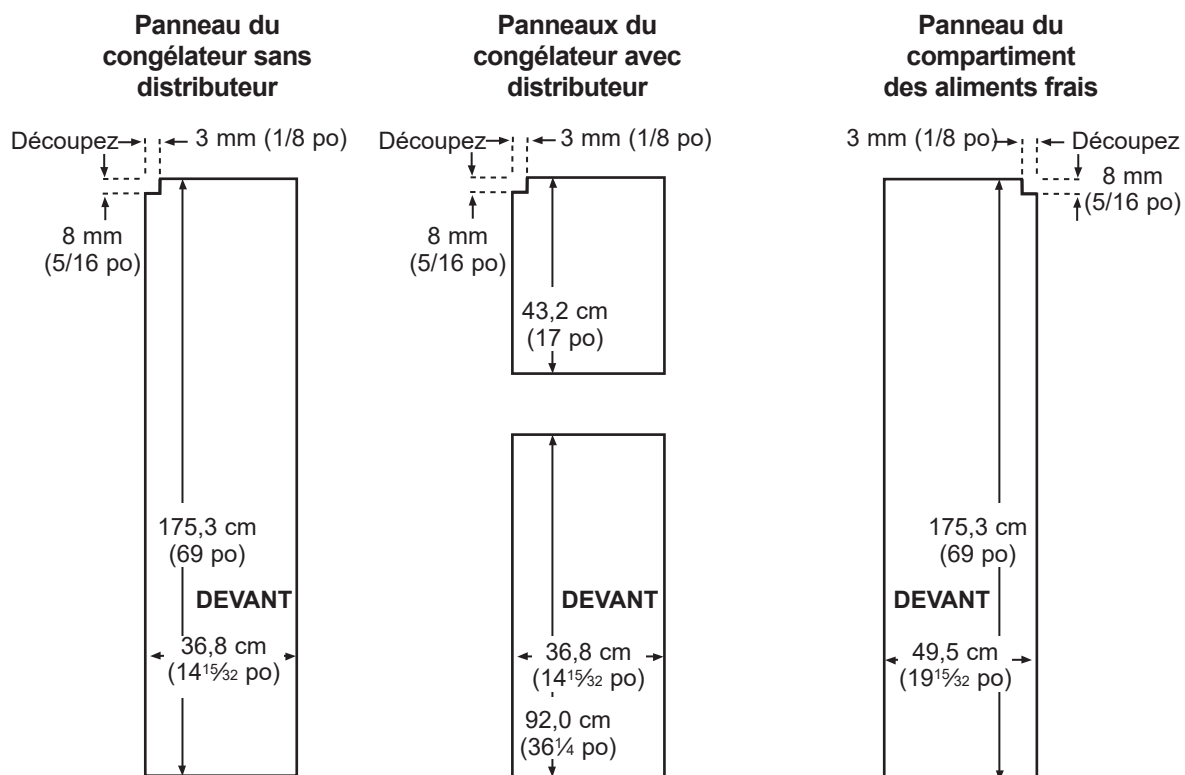 Panneau du
congélateur sans
distributeur
Découpez
3 mm (1/8 po)
8 mm
(5/16 po)
175,3 cm
(69 po)
DEVANT
36,8 cm
(14 15⁄32 po)
Panneaux du
congélateur avec
distributeur
Découpez
3 mm (1/8 po)
8 mm
(5/16 po)
43,2 cm
(17 po)
DEVANT
36,8 cm
(14 15⁄32 po)
92,0 cm
(36¼ po)
Panneau du
compartiment
des aliments frais
3 mm (1/8 po)
Découpez
8 mm
(5/16 po)
175,3 cm
(69 po)
DEVANT
49,5 cm
(19 15⁄32 po)